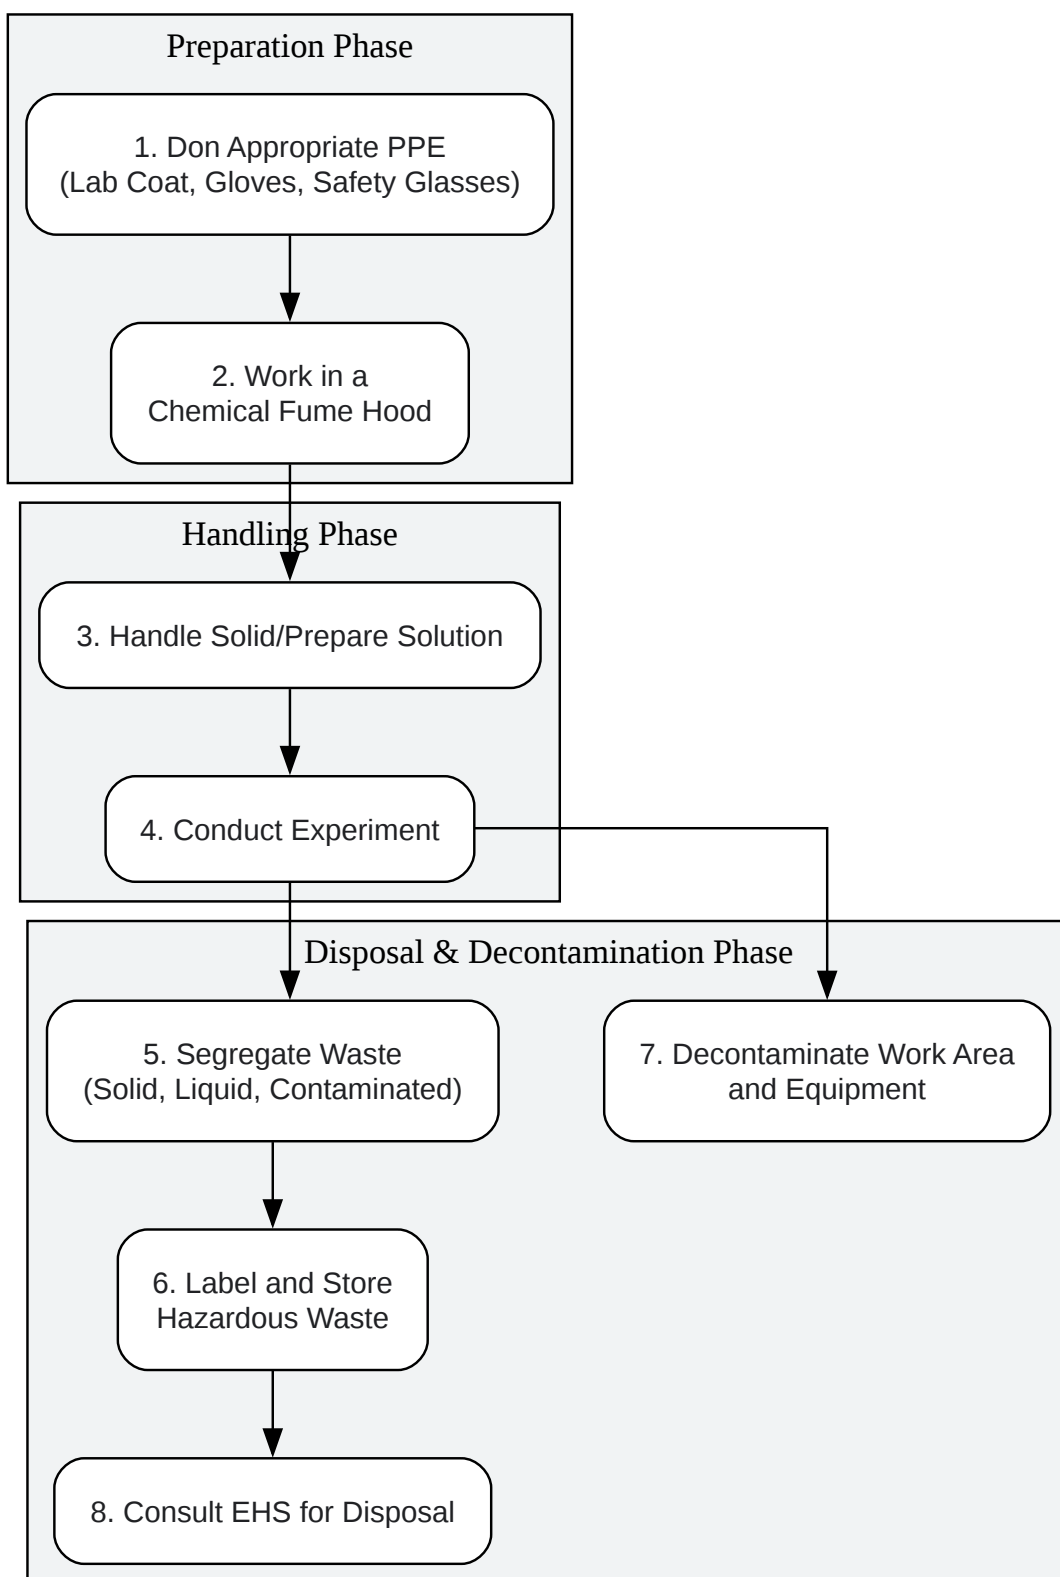 Preparation Phase
1. Don Appropriate PPE
(Lab Coat, Gloves, Safety Glasses)
2. Work in a
Chemical Fume Hood
Handling Phase
3. Handle Solid/Prepare Solution
4. Conduct Experiment
Disposal & Decontamination Phase
5. Segregate Waste
(Solid, Liquid, Contaminated)
7. Decontaminate Work Area
and Equipment
6. Label and Store
Hazardous Waste
8. Consult EHS for Disposal